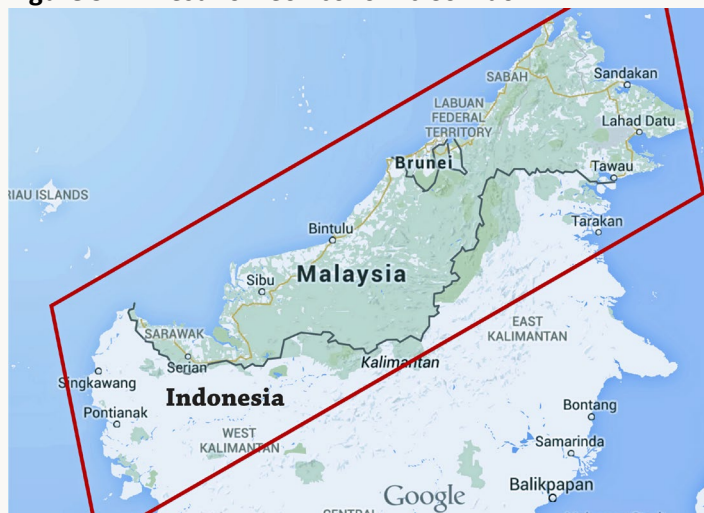 SABAH
Sandakan
LABUAN
FEDERAL
TERRITORY
Lahad Datu
Brunei
Tawau
RIAU ISLANDS
Tarakan
Bintulu
Malaysia
Sibu
SARAWAK
EAST
KALIMANTAN
Serian
Kalimantan
Singkawang
Indonesia
Pontianak
Bontang
WEST
KALIMANTAN
Samarinda
Balikpapan
Google